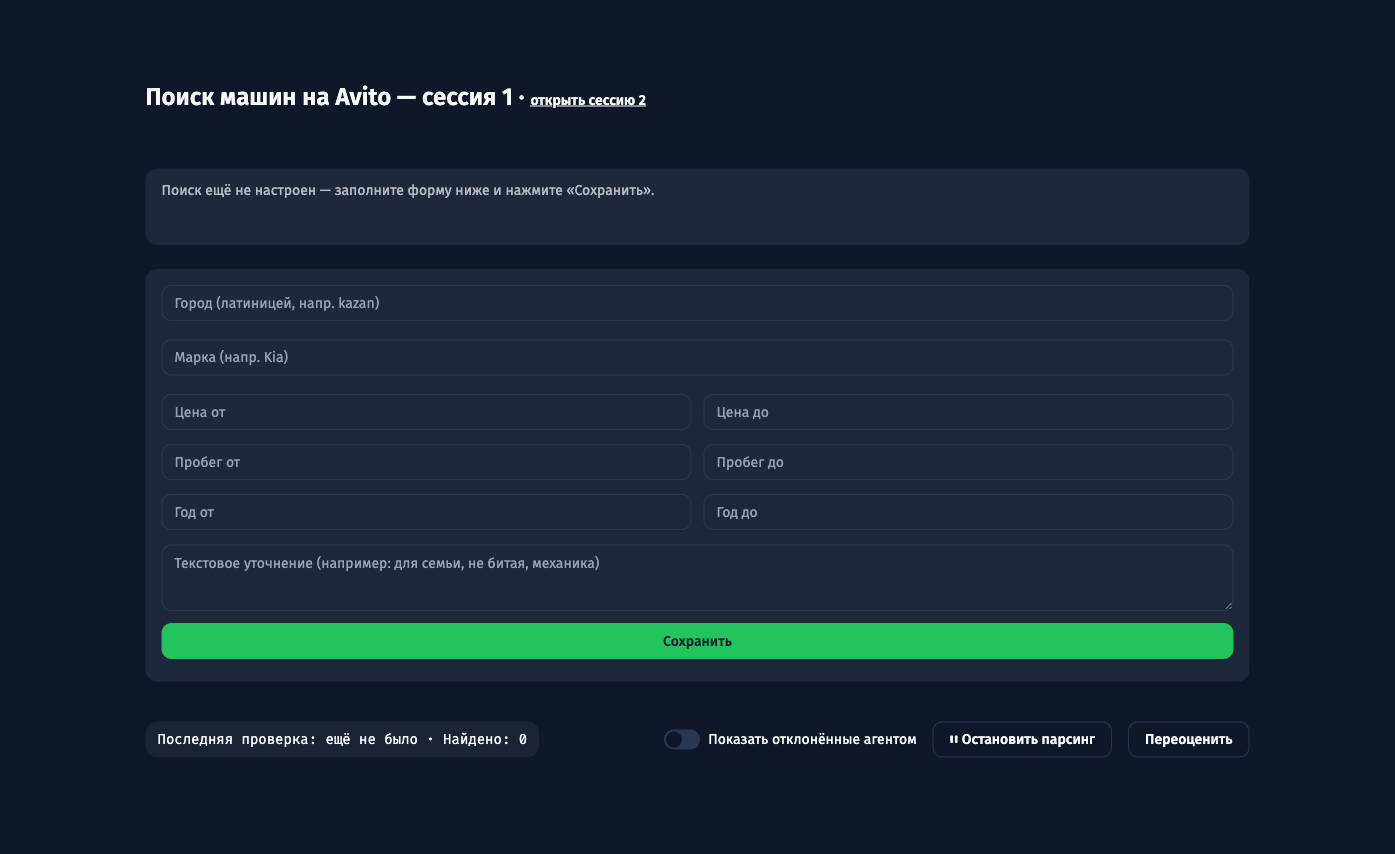 Поиск машин на Avito — сессия 1 · открыть сессию 2
Поиск ещё не настроен — заполните форму ниже и нажмите «Сохранить».
Город (латиницей, напр. kazan)
Марка (напр. Kia)
Цена от
Цена до
Пробег от
Пробег до
Год от
Год до
Текстовое уточнение (например: для семьи, не битая, механика)
Сохранить
Последняя проверка: ещё не было · Найдено: 0
Показать отклонённые агентом
Остановить парсинг
Переоценить